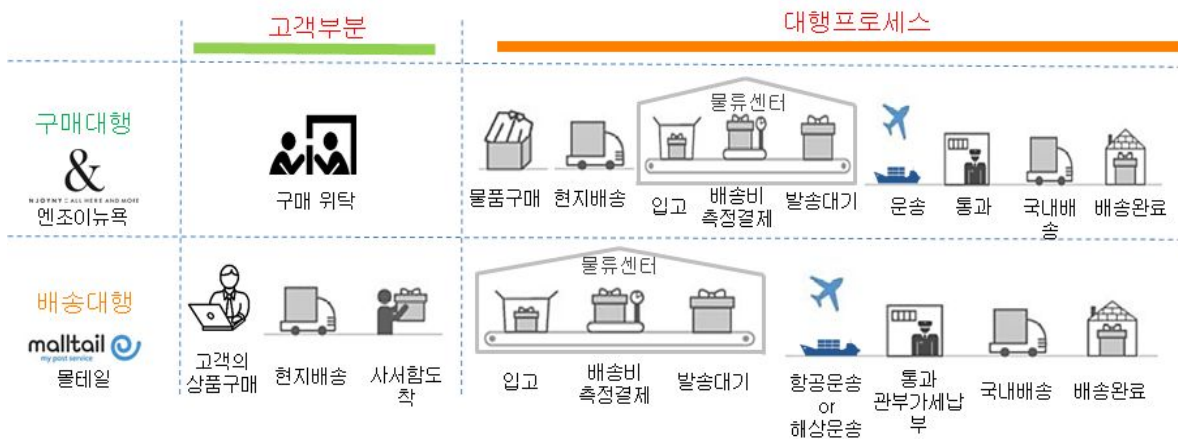 고객부분
대행프로세스
구매대행
&
NJOYNY : ALL HERE AND MORE
엔조이뉴욕
구매 위탁
물류센터
물품구매
현지배송
입고
배송비
측정결제
발송대기
운송
통과
국내배
송
배송완료
배송대행
malltail
my post service
몰테일
고객의
상품구매
현지배송
사서함도
착
물류센터
입고
배송비
측정결제
발송대기
항공운송
or
해상운송
통과
관부가세납
부
국내배송
배송완료